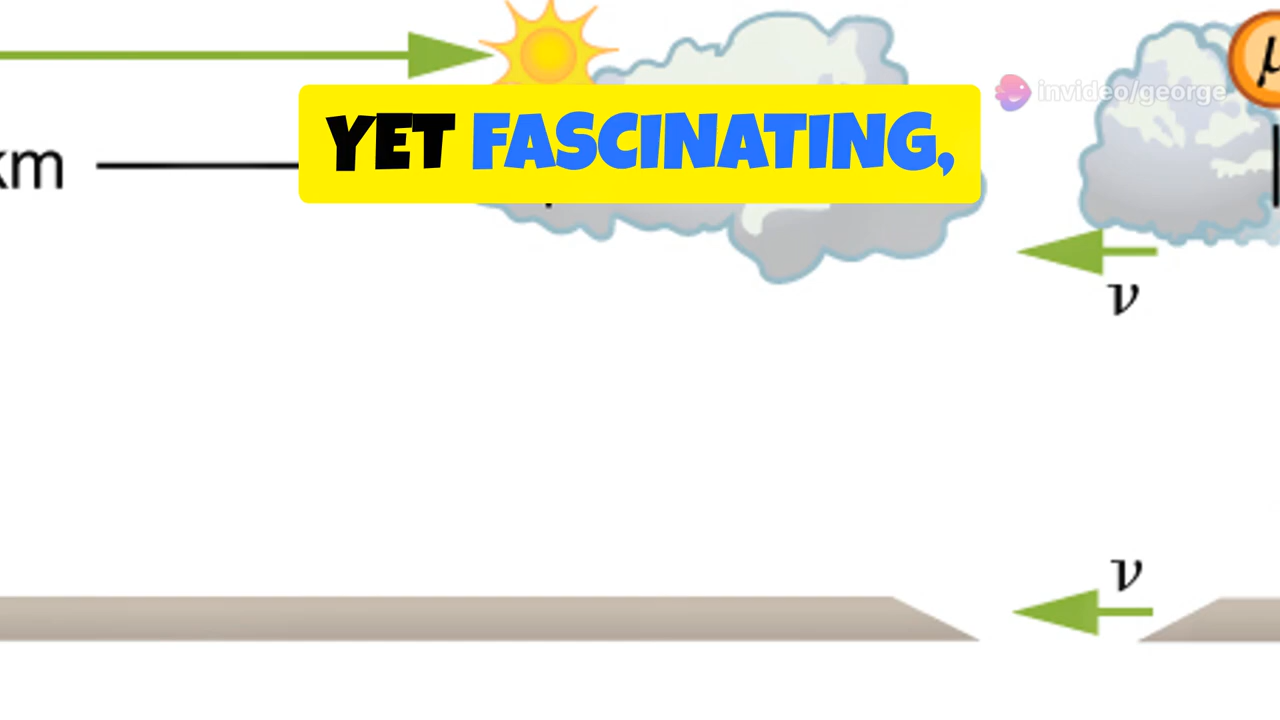 YET FASCINATING,
invideo/george
μ
km
v
v